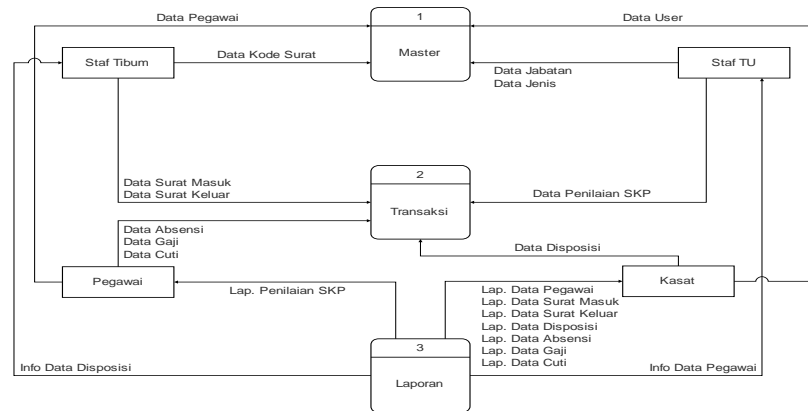 Data Pegawai
1
Data User
Staf Tibum
Data Kode Surat
Master
Staf TU
Data Jabatan
Data Jenis
2
Data Surat Masuk
Data Surat Keluar
Data Penilaian SKP
Transaksi
Data Absensi
Data Gaji
Data Cuti
Data Disposisi
Pegawai
Kasat
Lap. Penilaian SKP
Lap. Data Pegawai
Lap. Data Surat Masuk
Lap. Data Surat Keluar
Lap. Data Disposisi
Lap. Data Absensi
Lap. Data Gaji
Lap. Data Cuti
3
Info Data Disposisi
Laporan
Info Data Pegawai